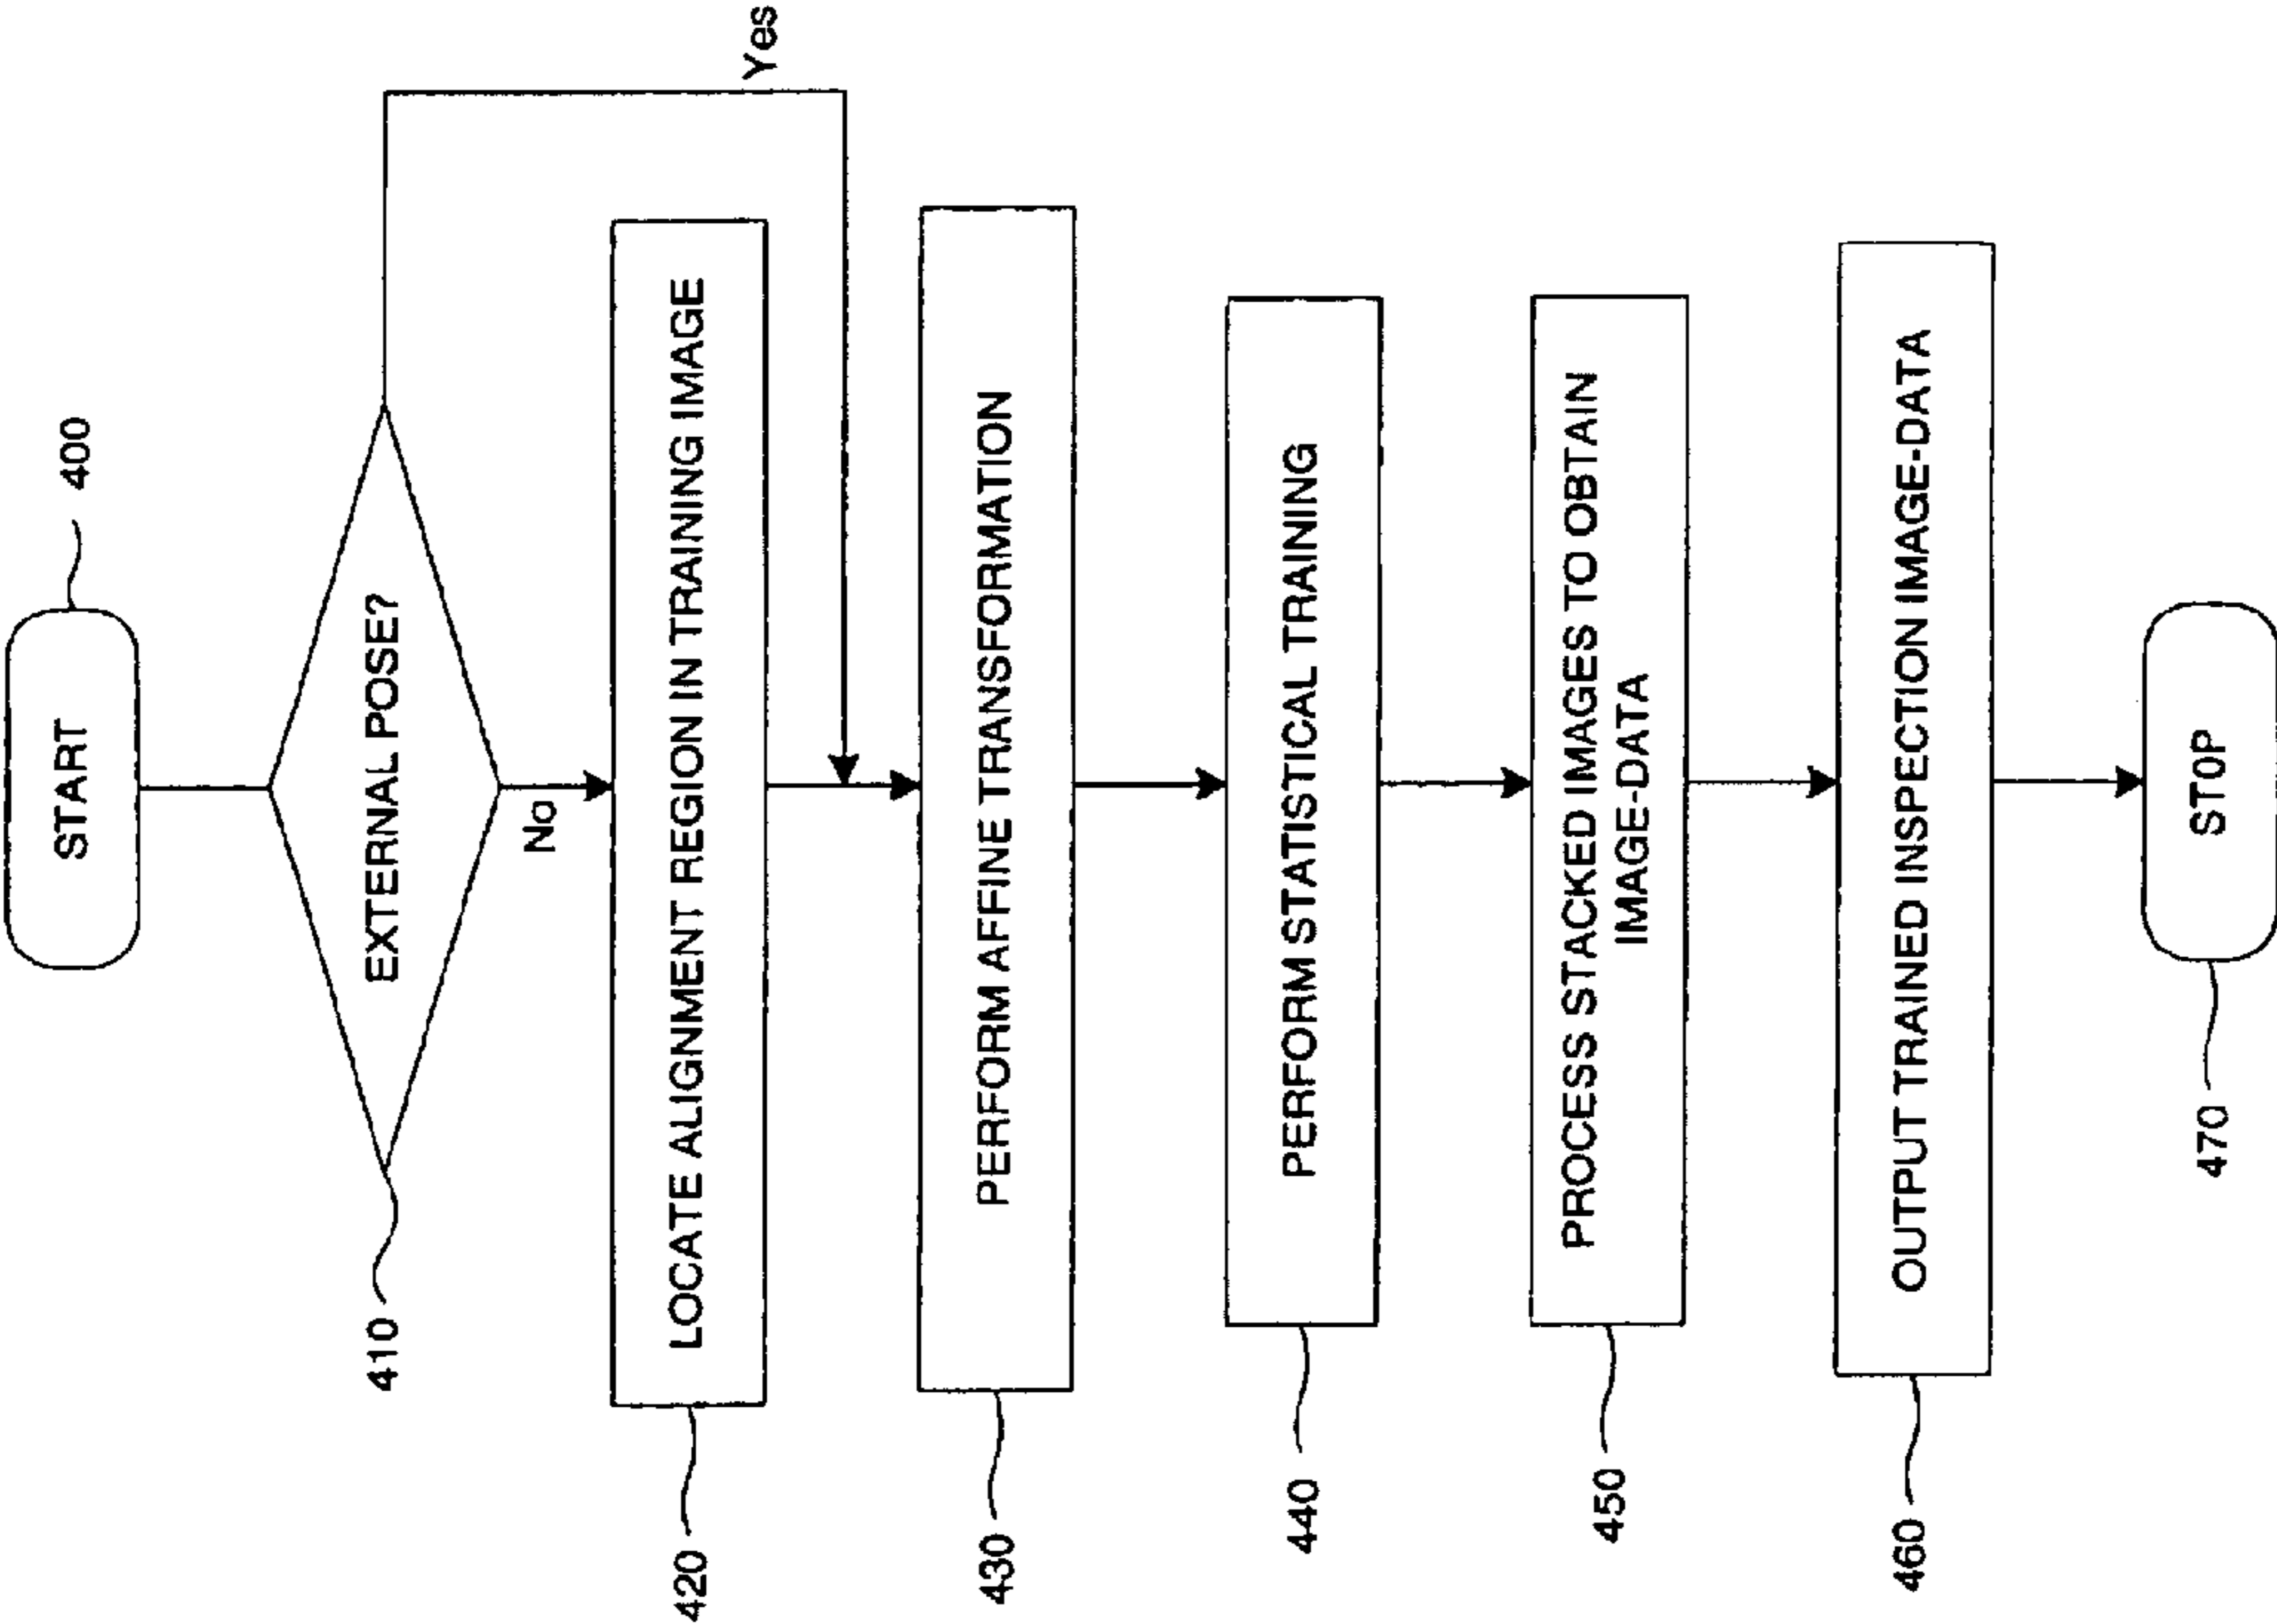 START
400
EXTERNAL POSE?
410
Yes
No
LOCATE ALIGNMENT REGION IN TRAINING IMAGE
420
PERFORM AFFINE TRANSFORMATION
430
PERFORM STATISTICAL TRAINING
440
PROCESS STACKED IMAGES TO OBTAIN
IMAGE-DATA
450
OUTPUT TRAINED INSPECTION IMAGE-DATA
460
STOP
470